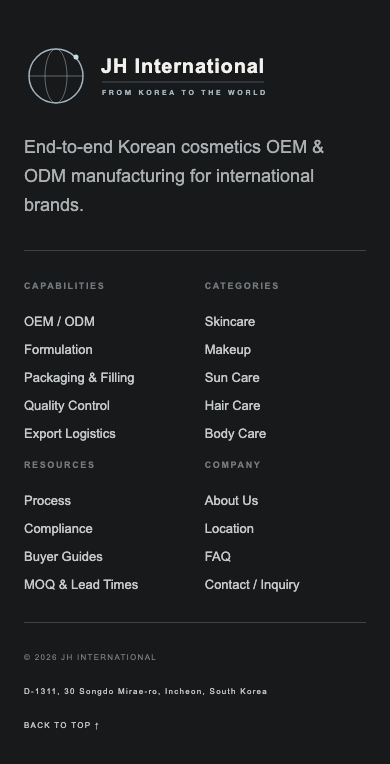 JH International
FROM KOREA TO THE WORLD
End-to-end Korean cosmetics OEM &
ODM manufacturing for international
brands.
CAPABILITIES
OEM / ODM
Formulation
Packaging & Filling
Quality Control
Export Logistics
CATEGORIES
Skincare
Makeup
Sun Care
Hair Care
Body Care
RESOURCES
Process
Compliance
Buyer Guides
MOQ & Lead Times
COMPANY
About Us
Location
FAQ
Contact / Inquiry
© 2026 JH INTERNATIONAL
D-1311, 30 Songdo Mirae-ro, Incheon, South Korea
BACK TO TOP ↑